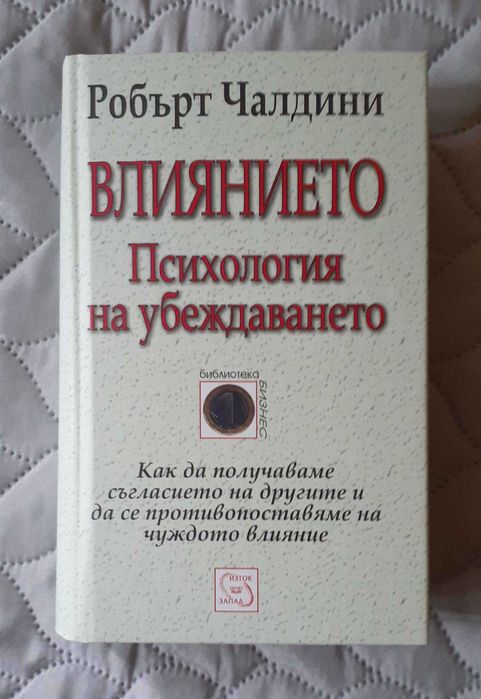 Робърт Чалдини
ВЛИЯНИЕТО
Психология
на убеждаването
библиотека
БИЗНЕС
1
Как да получаваме
съгласието на другите и
да се противопоставяме на
чуждото влияние
ИЗТОК
ЗАПАД